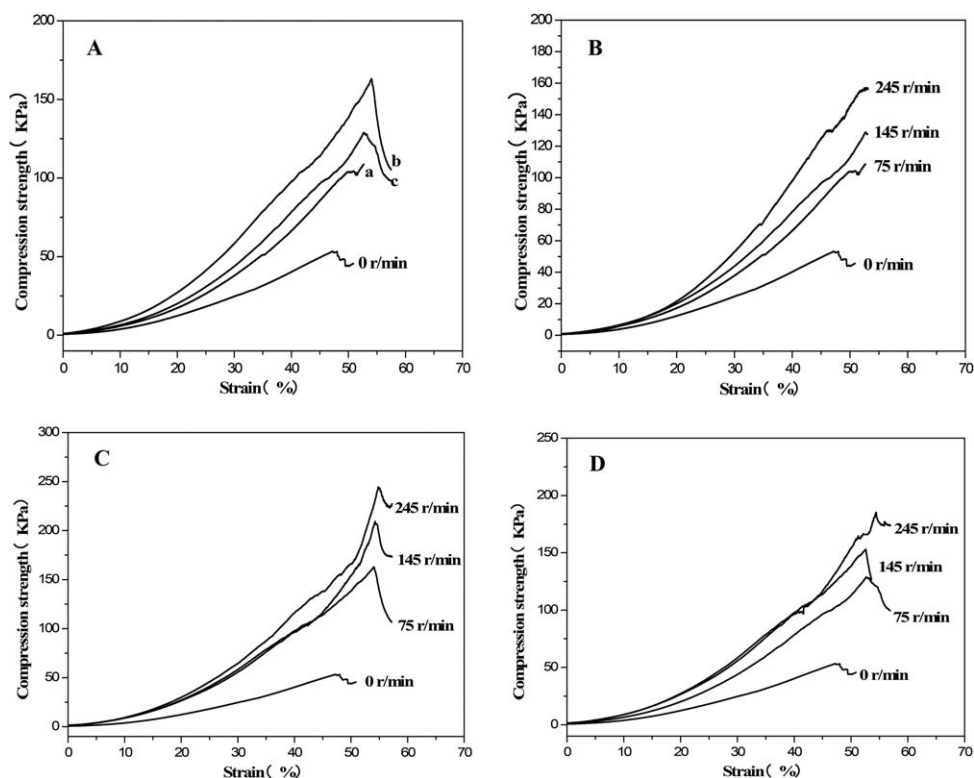 A
Compression strength( KPa)
200
150
100
50
0
b
c
a
0 r/min
0 10 20 30 40 50 60 70
Strain( %)
B
Compression strength( KPa)
200
180
160
140
120
100
80
60
40
20
0
245 r/min
145 r/min
75 r/min
0 r/min
0 10 20 30 40 50 60 70
Strain( %)
C
Compression strength( KPa)
300
250
200
150
100
50
0
245 r/min
145 r/min
75 r/min
0 r/min
0 10 20 30 40 50 60 70
Strain( %)
D
Compression strength( KPa)
250
200
150
100
50
0
245 r/min
145 r/min
75 r/min
0 r/min
0 10 20 30 40 50 60 70
Strain( %)